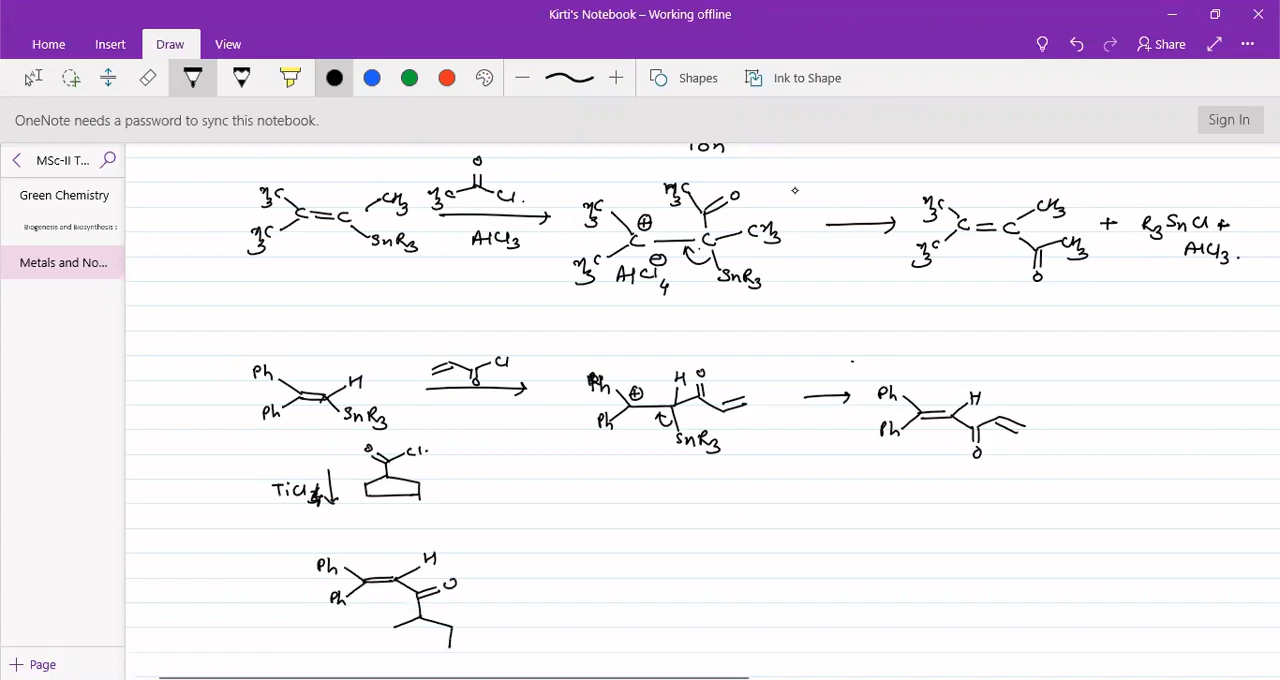 Kirti's Notebook – Working offline
Home Insert Draw View
Share
Shapes Ink to Shape
OneNote needs a password to sync this notebook.
Sign In
MSc-II T...
Green Chemistry
Biogenesis and Biosynthesis
Metals and No...
Page
ion
H3C H3C C=C CH3 SnR3
O H3C Cl.
AlCl3
H3C H3C C⊕ — C H3C O CH3 SnR3
⊖ AlCl4
H3C H3C C=C CH3 CH3 O + R3SnCl + AlCl3.
Ph Ph H SnR3
O Cl
Ph Ph ⊕ H O SnR3
Ph Ph H O
O Cl.
TiCl4
Ph Ph H O